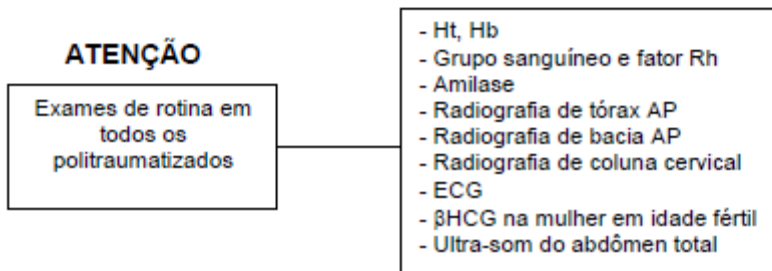 ATENÇÃO
Exames de rotina em
todos os
politraumatizados
- Ht, Hb
- Grupo sanguíneo e fator Rh
- Amilase
- Radiografia de tórax AP
- Radiografia de bacia AP
- Radiografia de coluna cervical
- ECG
- βHCG na mulher em idade fértil
- Ultra-som do abdômen total